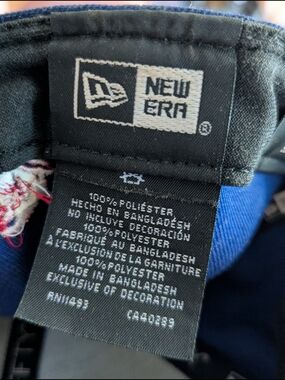 NEW
ERA
®
100% POLIÉSTER
HECHO EN BANGLADÉSH
NO INCLUYE DECORACIÓN
100% POLYESTER
FABRIQUÉ AU BANGLADESH
À L'EXCLUSION DE LA GARNITURE
100% POLYESTER
MADE IN BANGLADESH
EXCLUSIVE OF DECORATION
RN11493 CA40289